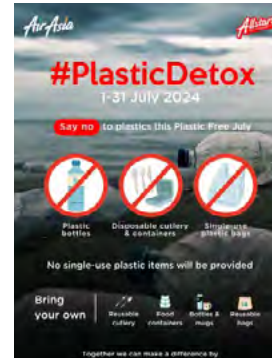 AirAsia
Allstars
#PlasticDetox
1-31 July 2024
Say no to plastics this Plastic Free July
Plastic bottles
Disposable cutlery & containers
Single-use plastic bags
No single-use plastic items will be provided
Bring your own
Reusable cutlery
Food containers
Bottles & mugs
Reusable bags
Together we can make a difference by